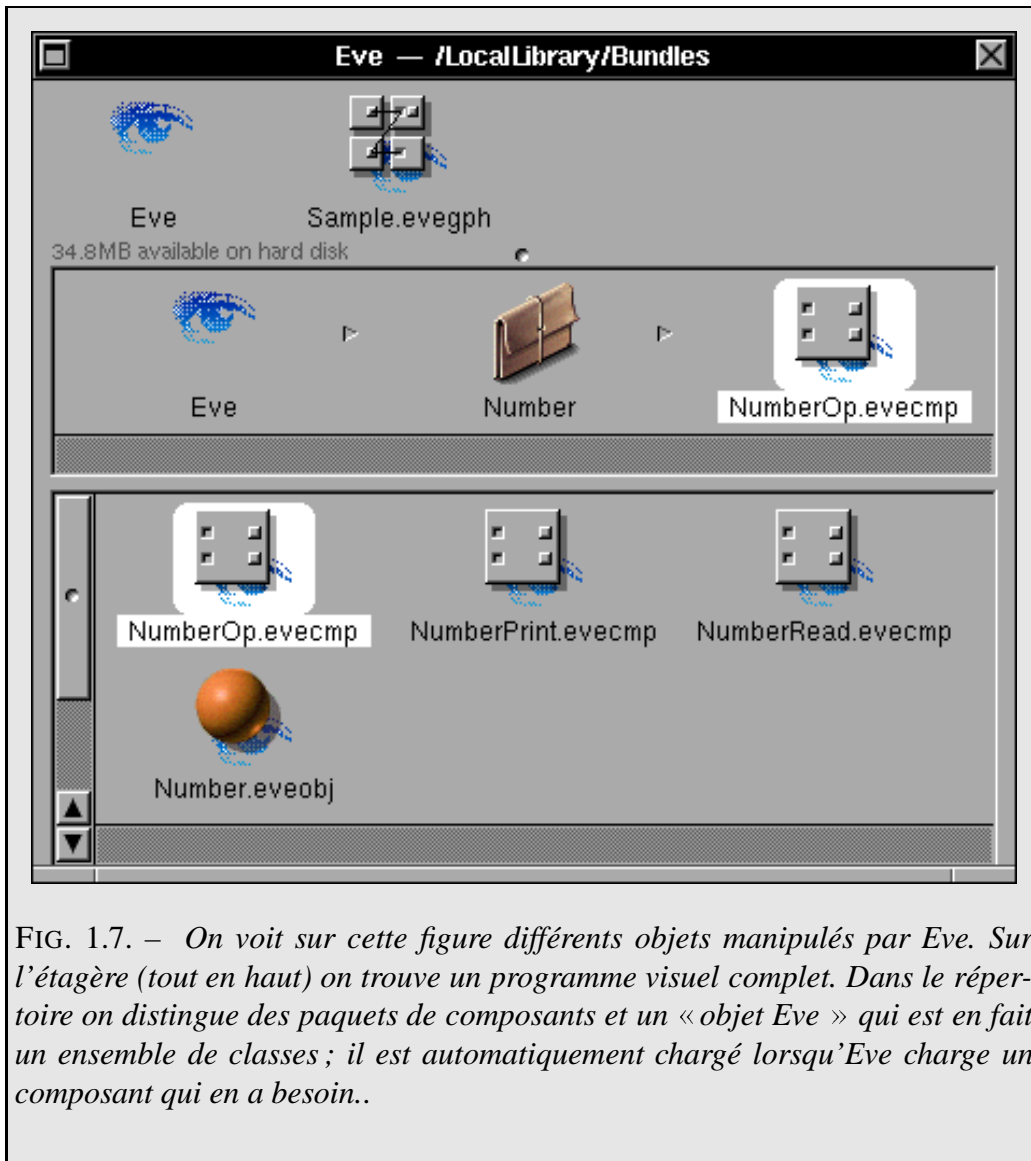 Eve — /LocalLibrary/Bundles
Eve
Sample.evegph
34.8MB available on hard disk
Eve
Number
NumberOp.evecmp
NumberOp.evecmp
NumberPrint.evecmp
NumberRead.evecmp
Number.eveobj
FIG. 1.7. – On voit sur cette figure différents objets manipulés par Eve. Sur
l'étagère (tout en haut) on trouve un programme visuel complet. Dans le réper-
toire on distingue des paquets de composants et un « objet Eve » qui est en fait
un ensemble de classes ; il est automatiquement chargé lorsqu'Eve charge un
composant qui en a besoin..